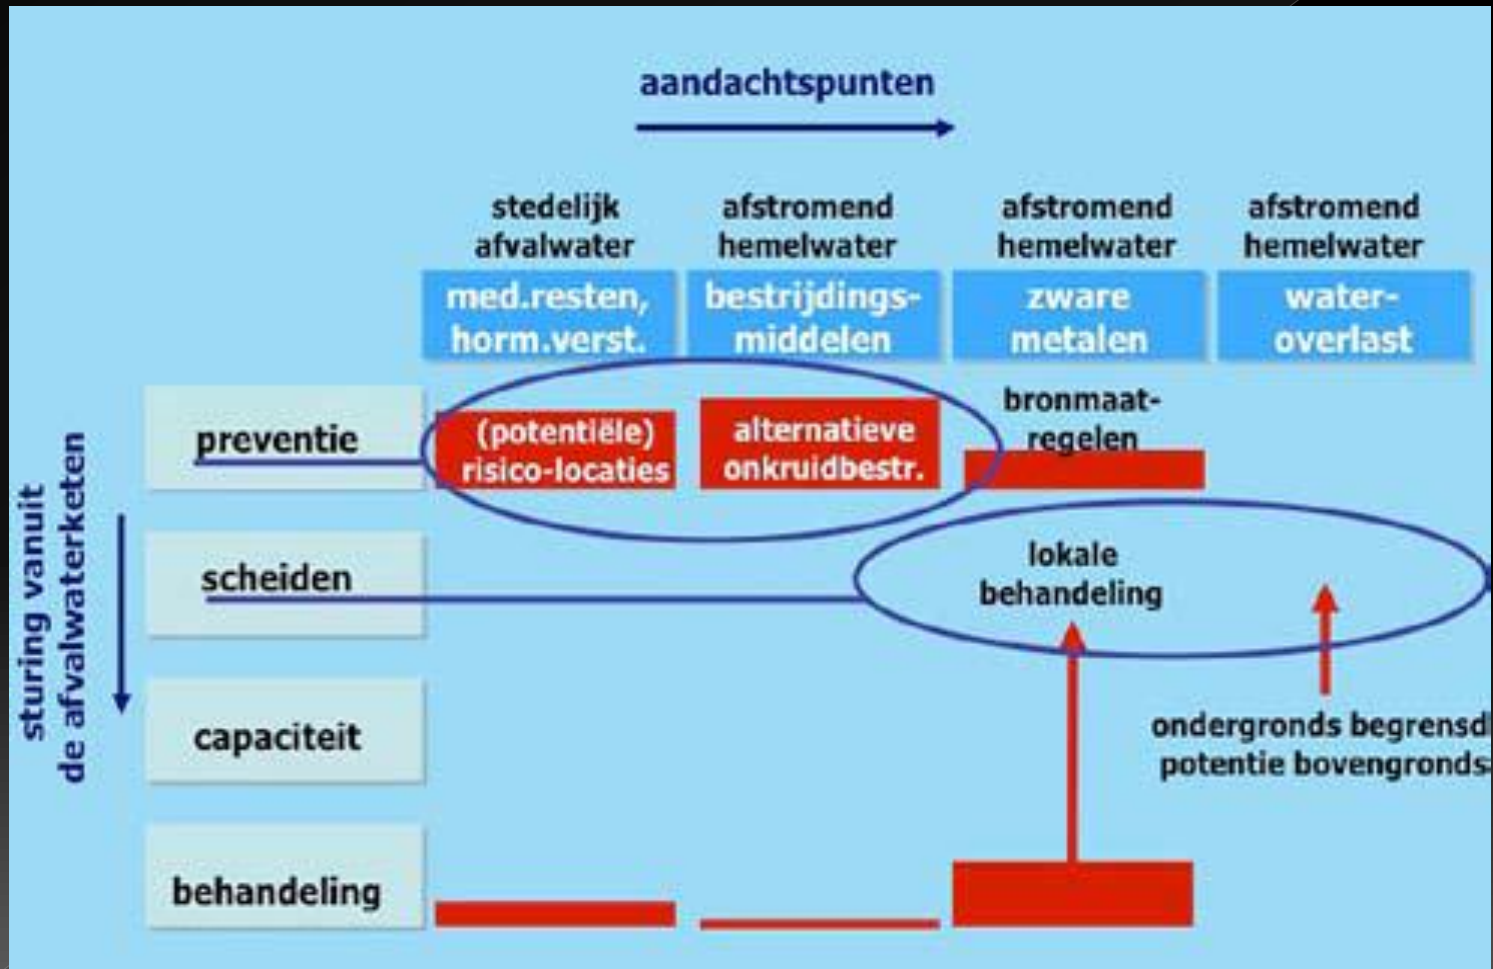 aandachtspunten
stedelijk
afvalwater
afstromend
hemelwater
afstromend
hemelwater
afstromend
hemelwater
med.resten,
horm.verst.
bestrijdings-
middelen
zware
metalen
water-
overlast
sturing vanuit
de afvalwaterketen
preventie
(potentiële)
risico-locaties
alternatieve
onkruidbestr.
bronmaat-
regelen
scheiden
lokale
behandeling
capaciteit
ondergronds begrensd
potentie bovengronds
behandeling